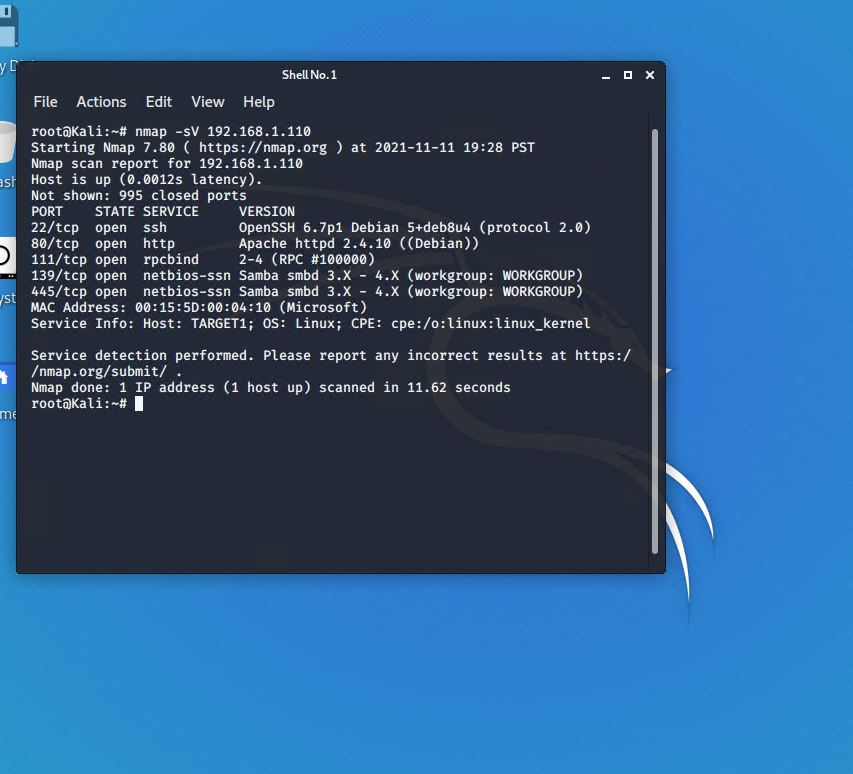 Shell No. 1
File Actions Edit View Help
root@Kali:~# nmap -sV 192.168.1.110
Starting Nmap 7.80 ( https://nmap.org ) at 2021-11-11 19:28 PST
Nmap scan report for 192.168.1.110
Host is up (0.0012s latency).
Not shown: 995 closed ports
PORT    STATE SERVICE     VERSION
22/tcp  open  ssh         OpenSSH 6.7p1 Debian 5+deb8u4 (protocol 2.0)
80/tcp  open  http        Apache httpd 2.4.10 ((Debian))
111/tcp open  rpcbind     2-4 (RPC #100000)
139/tcp open  netbios-ssn Samba smbd 3.X - 4.X (workgroup: WORKGROUP)
445/tcp open  netbios-ssn Samba smbd 3.X - 4.X (workgroup: WORKGROUP)
MAC Address: 00:15:5D:00:04:10 (Microsoft)
Service Info: Host: TARGET1; OS: Linux; CPE: cpe:/o:linux:linux_kernel

Service detection performed. Please report any incorrect results at https:/
/nmap.org/submit/ .
Nmap done: 1 IP address (1 host up) scanned in 11.62 seconds
root@Kali:~#